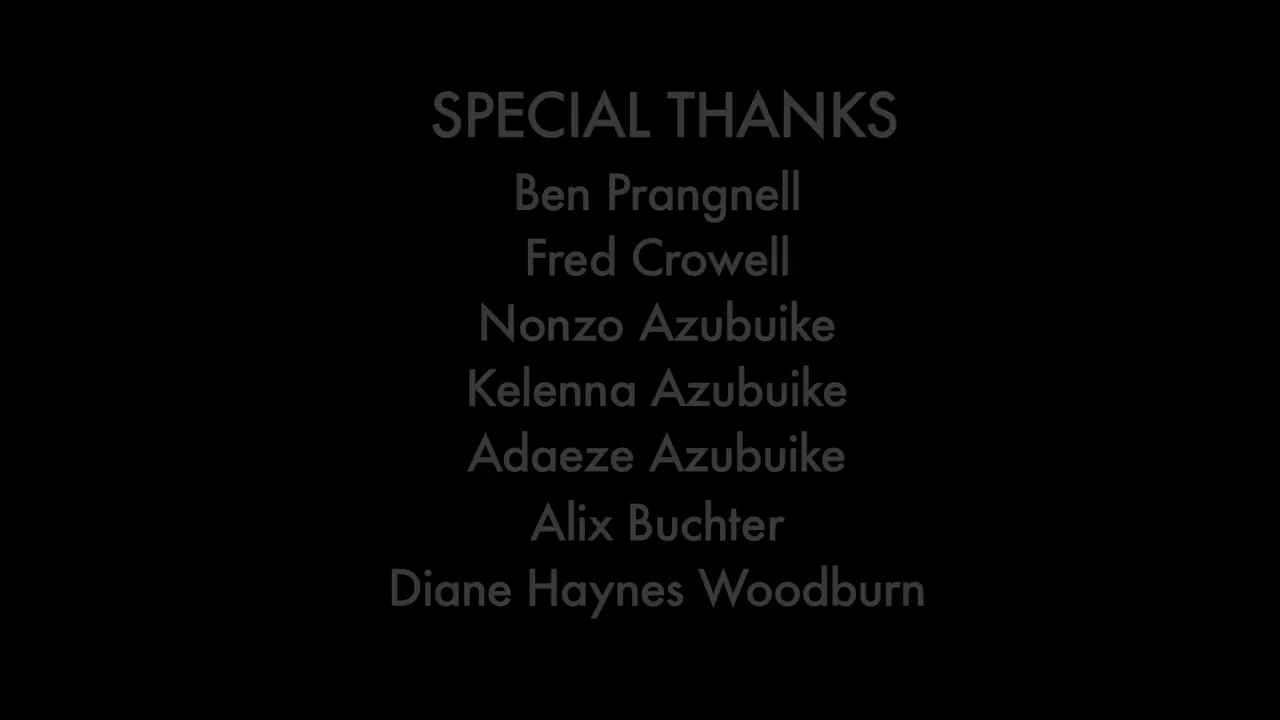 SPECIAL THANKS
Ben Prangnell
Fred Crowell
Nonzo Azubuike
Kelenna Azubuike
Adaeze Azubuike
Alix Buchter
Diane Haynes Woodburn